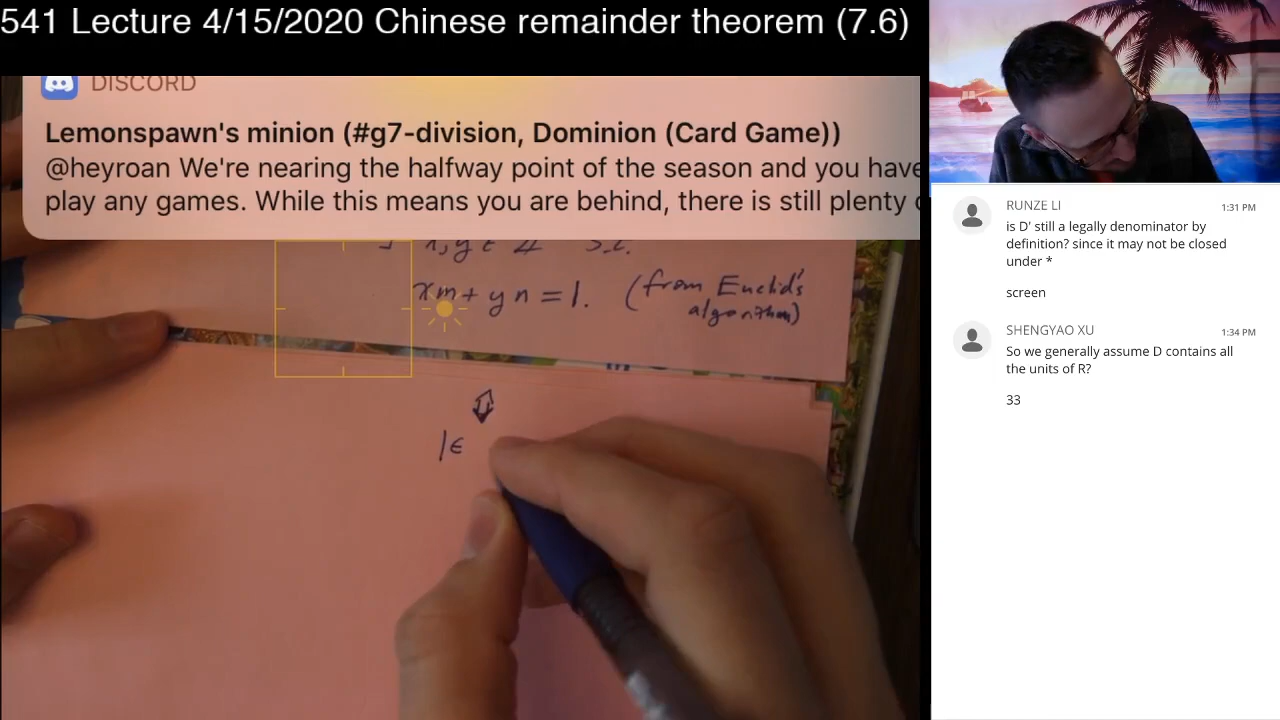 541 Lecture 4/15/2020 Chinese remainder theorem (7.6)
DISCORD
Lemonspawn's minion (#g7-division, Dominion (Card Game))
@heyroan We're nearing the halfway point of the season and you have
play any games. While this means you are behind, there is still plenty
∃ x, y ∈ ℤ s.t.
xm + yn = 1. (from Euclid's
algorithm)
⇓
1 ∈
RUNZE LI
1:31 PM
is D' still a legally denominator by
definition? since it may not be closed
under *
screen
SHENGYAO XU
1:34 PM
So we generally assume D contains all
the units of R?
33